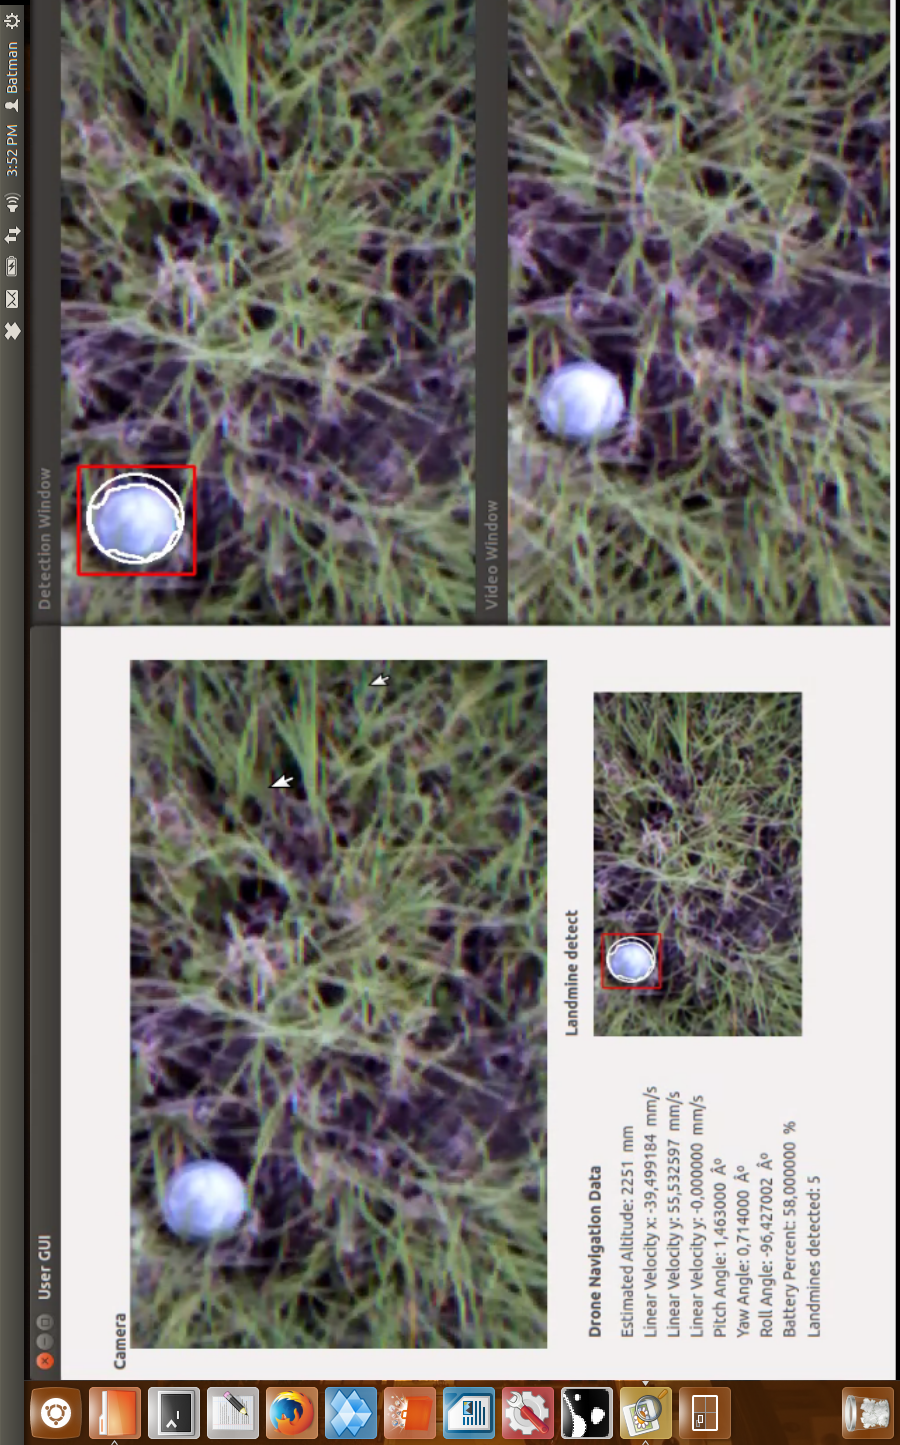 3:52 PM Batman
User GUI
Camera
Drone Navigation Data
Estimated Altitude: 2251 mm
Linear Velocity x: -39,499184 mm/s
Linear Velocity y: 55,532597 mm/s
Linear Velocity y: -0,000000 mm/s
Pitch Angle: 1,463000 Âº
Yaw Angle: 0,714000 Âº
Roll Angle: -96,427002 Âº
Battery Percent: 58,000000 %
Landmines detected: 5
Landmine detect
Detection Window
Video Window